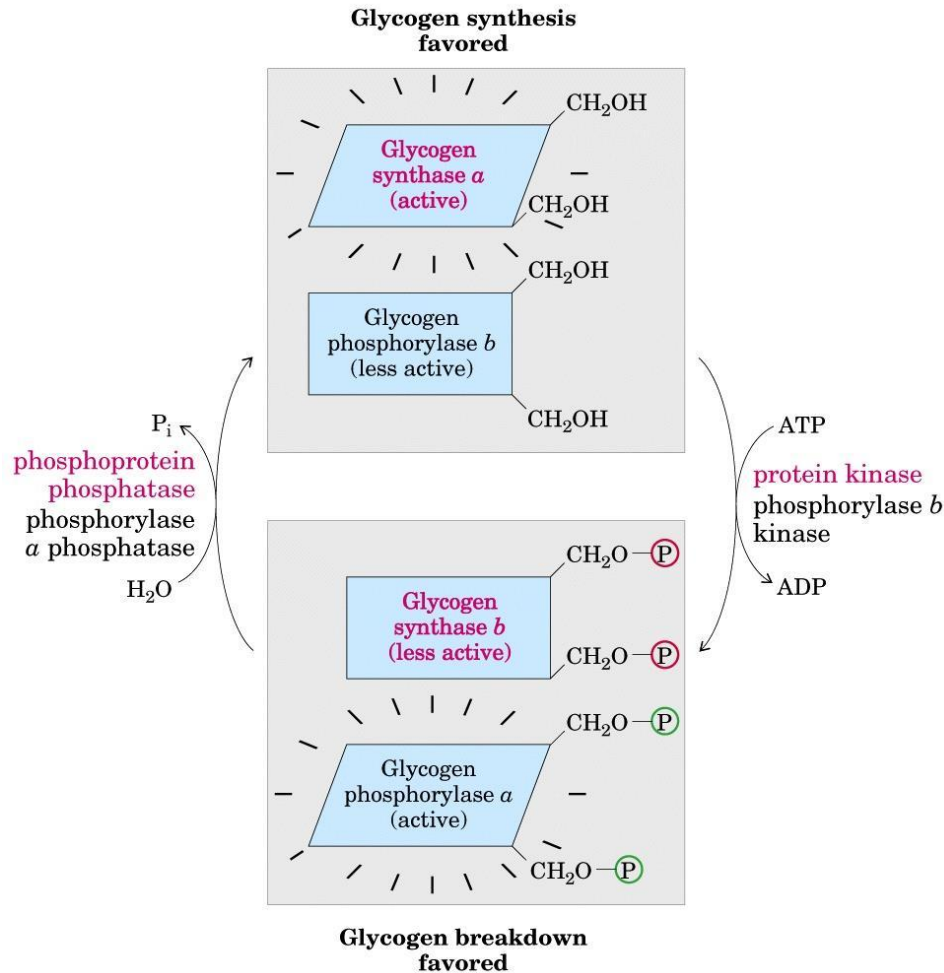 Glycogen synthesis
favored
CH₂OH
Glycogen
synthase a
(active)
CH₂OH
CH₂OH
Glycogen
phosphorylase b
(less active)
CH₂OH
Pᵢ
phosphoprotein
phosphatase
phosphorylase
a phosphatase
H₂O
ATP
protein kinase
phosphorylase b
kinase
ADP
CH₂O—P
Glycogen
synthase b
(less active)
CH₂O—P
CH₂O—P
Glycogen
phosphorylase a
(active)
CH₂O—P
Glycogen breakdown
favored